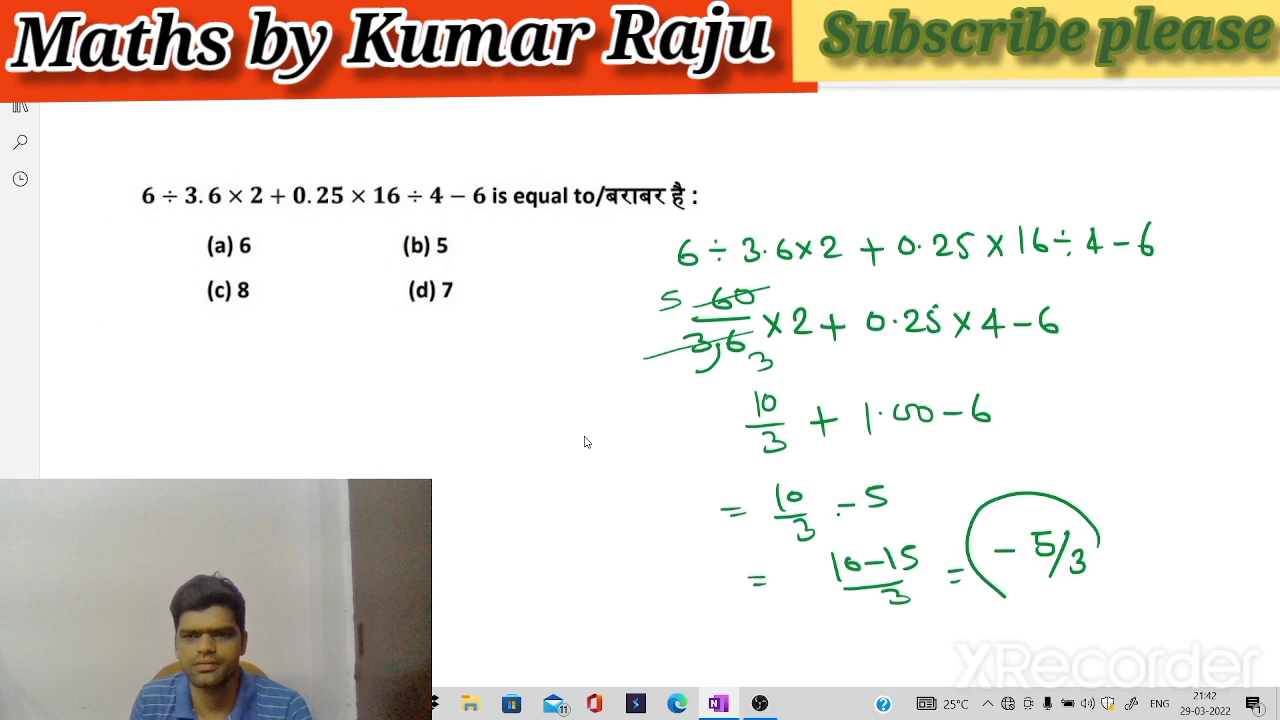 Maths by Kumar Raju
Subscribe please
6 ÷ 3.6 × 2 + 0.25 × 16 ÷ 4 − 6 is equal to/बराबर है :
(a) 6 (b) 5
(c) 8 (d) 7
6 ÷ 3.6 × 2 + 0.25 × 16 ÷ 4 − 6
5 60/3.6 3 × 2 + 0.25 × 4 − 6
10/3 + 1.00 − 6
= 10/3 − 5
= 10−15/3 = − 5/3
XRecorder
11
25°C
ENG
21:42
29-03-2022
1